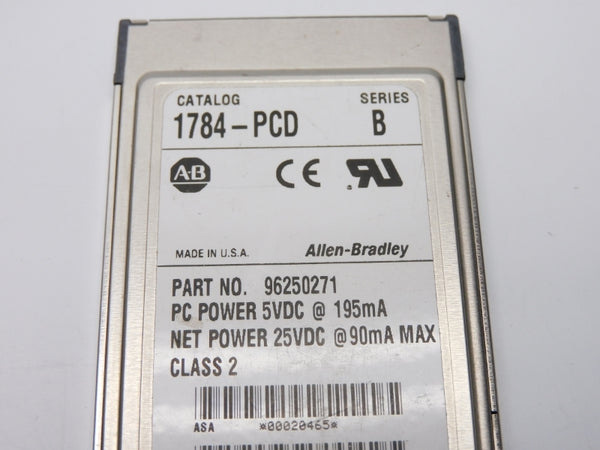 CATALOG SERIES
1784-PCD B
A-B CE RU
MADE IN U.S.A. Allen-Bradley
PART NO. 96250271
PC POWER 5VDC @ 195mA
NET POWER 25VDC @90mA MAX
CLASS 2
ASA *00020465*